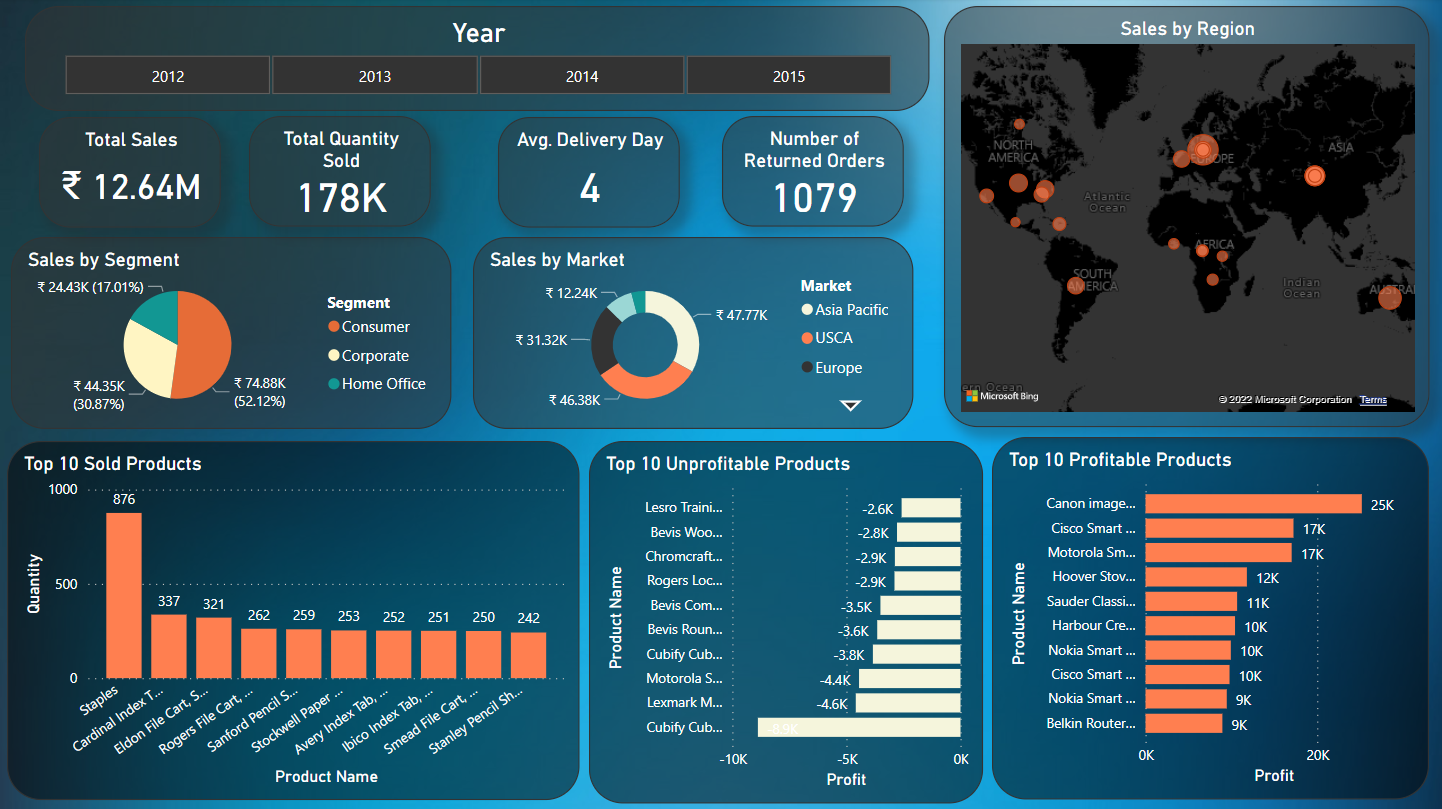 Year
2012
2013
2014
2015
Total Sales
₹ 12.64M
Total Quantity
Sold
178K
Avg. Delivery Day
4
Number of
Returned Orders
1079
Sales by Region
NORTH
AMERICA
EUROPE
ASIA
Atlantic
Ocean
AFRICA
SOUTH
AMERICA
Indian
Ocean
AUSTRA
ern Ocean
Microsoft Bing
© 2022 Microsoft Corporation Terms
Sales by Segment
₹ 24.43K (17.01%)
₹ 44.35K
(30.87%)
₹ 74.88K
(52.12%)
Segment
Consumer
Corporate
Home Office
Sales by Market
₹ 12.24K
₹ 47.77K
₹ 31.32K
₹ 46.38K
Market
Asia Pacific
USCA
Europe
Top 10 Sold Products
Quantity
1000
500
0
876
337
321
262
259
253
252
251
250
242
Staples
Cardinal Index T...
Eldon File Cart, S...
Rogers File Cart, ...
Sanford Pencil S...
Stockwell Paper ...
Avery Index Tab, ...
Ibico Index Tab, ...
Smead File Cart, ...
Stanley Pencil Sh...
Product Name
Top 10 Unprofitable Products
Product Name
Lesro Traini... -2.6K
Bevis Woo... -2.8K
Chromcraft... -2.9K
Rogers Loc... -2.9K
Bevis Com... -3.5K
Bevis Roun... -3.6K
Cubify Cub... -3.8K
Motorola S... -4.4K
Lexmark M... -4.6K
Cubify Cub... -8.9K
-10K -5K 0K
Profit
Top 10 Profitable Products
Product Name
Canon image... 25K
Cisco Smart ... 17K
Motorola Sm... 17K
Hoover Stov... 12K
Sauder Classi... 11K
Harbour Cre... 10K
Nokia Smart ... 10K
Cisco Smart ... 10K
Nokia Smart ... 9K
Belkin Router... 9K
0K 20K
Profit